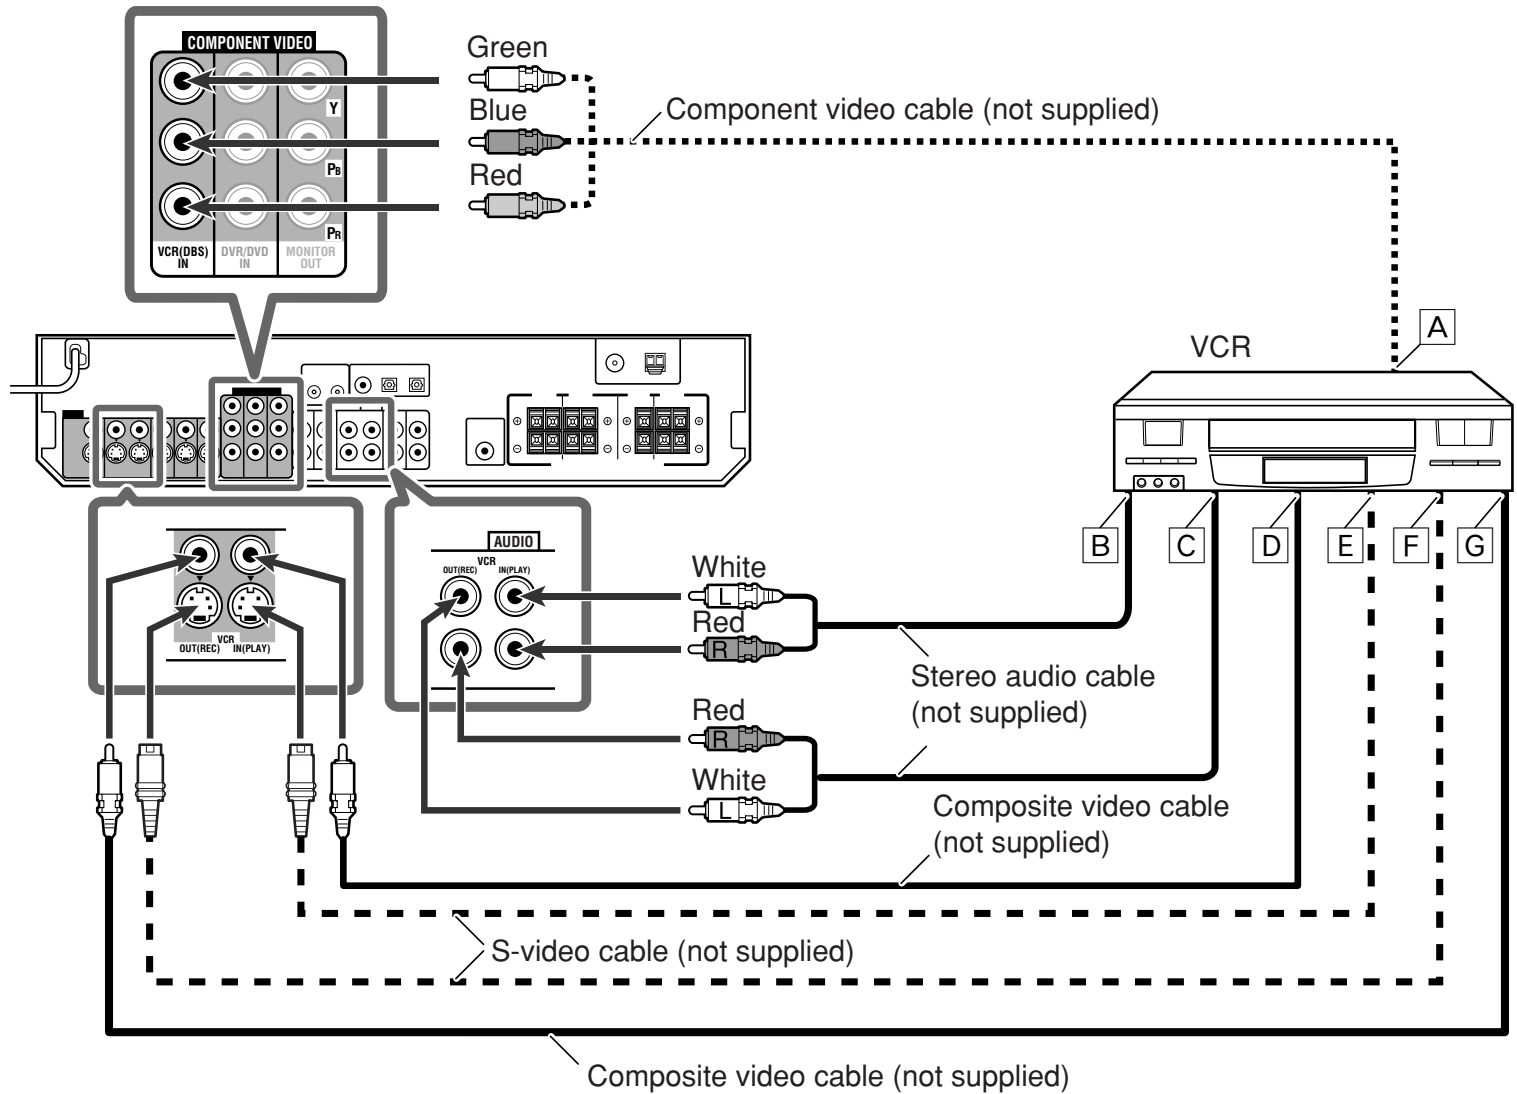 COMPONENT VIDEO
Y
PB
PR
VCR(DBS)
IN
DVR/DVD
IN
MONITOR
OUT
Green
Blue
Red
Component video cable (not supplied)
A
VCR
B
C
D
E
F
G
VCR
OUT(REC) IN(PLAY)
AUDIO
VCR
OUT(REC) IN(PLAY)
White
L
Red
R
Stereo audio cable
(not supplied)
Red
R
White
L
Composite video cable
(not supplied)
S-video cable (not supplied)
Composite video cable (not supplied)